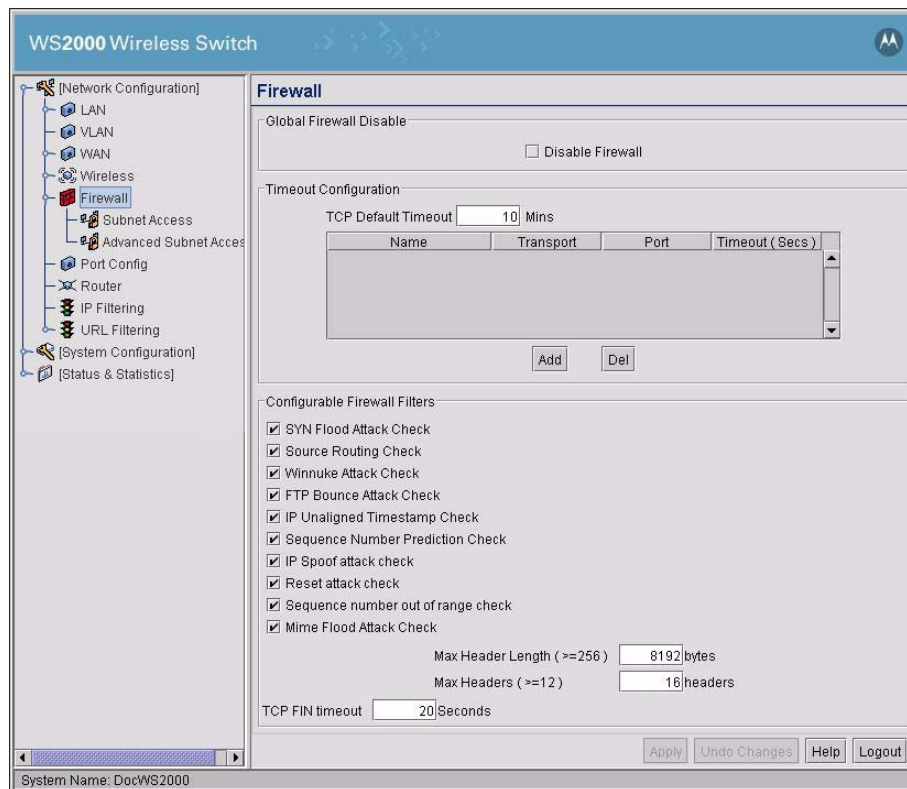 WS2000 Wireless Switch
[Network Configuration]
LAN
VLAN
WAN
Wireless
Firewall
Subnet Access
Advanced Subnet Acces
Port Config
Router
IP Filtering
URL Filtering
[System Configuration]
[Status & Statistics]
Firewall
Global Firewall Disable
Disable Firewall
Timeout Configuration
TCP Default Timeout 10 Mins
Name Transport Port Timeout ( Secs )
Add Del
Configurable Firewall Filters
SYN Flood Attack Check
Source Routing Check
Winnuke Attack Check
FTP Bounce Attack Check
IP Unaligned Timestamp Check
Sequence Number Prediction Check
IP Spoof attack check
Reset attack check
Sequence number out of range check
Mime Flood Attack Check
Max Header Length ( >=256 ) 8192 bytes
Max Headers ( >=12 ) 16 headers
TCP FIN timeout 20 Seconds
Apply Undo Changes Help Logout
System Name: DocWS2000